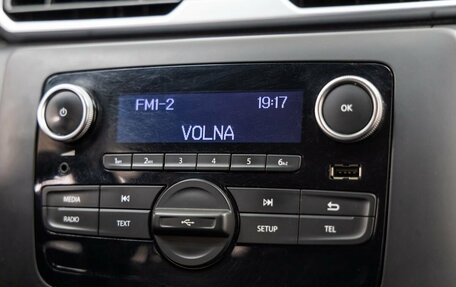 FM1-2 19:17
VOLNA
OK
1 2 3 4 5 6
MEDIA
RADIO TEXT SETUP TEL